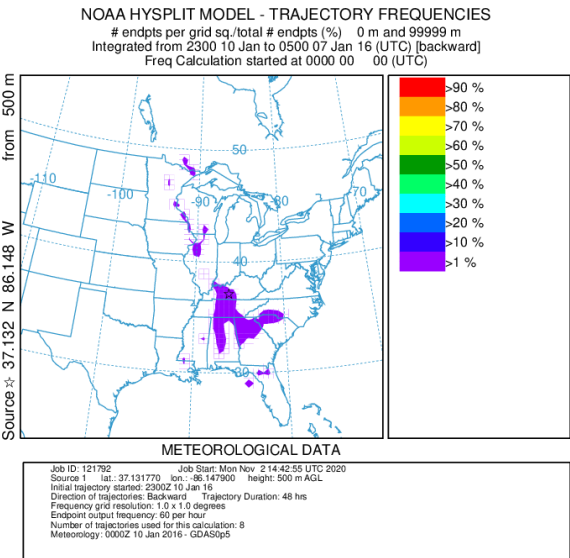 NOAA HYSPLIT MODEL - TRAJECTORY FREQUENCIES
# endpts per grid sq./total # endpts (%) 0 m and 99999 m
Integrated from 2300 10 Jan to 0500 07 Jan 16 (UTC) [backward]
Freq Calculation started at 0000 00 00 (UTC)
Source ☆ 37.132 N 86.148 W from 500 m
50
-110
-100
-90
-80
-70
40
30
>90 %
>80 %
>70 %
>60 %
>50 %
>40 %
>30 %
>20 %
>10 %
>1 %
METEOROLOGICAL DATA
Job ID: 121792 Job Start: Mon Nov 2 14:42:55 UTC 2020
Source 1 lat.: 37.131770 lon.: -86.147900 height: 500 m AGL
Initial trajectory started: 2300Z 10 Jan 16
Direction of trajectories: Backward Trajectory Duration: 48 hrs
Frequency grid resolution: 1.0 x 1.0 degrees
Endpoint output frequency: 60 per hour
Number of trajectories used for this calculation: 8
Meteorology: 0000Z 10 Jan 2016 - GDAS0p5